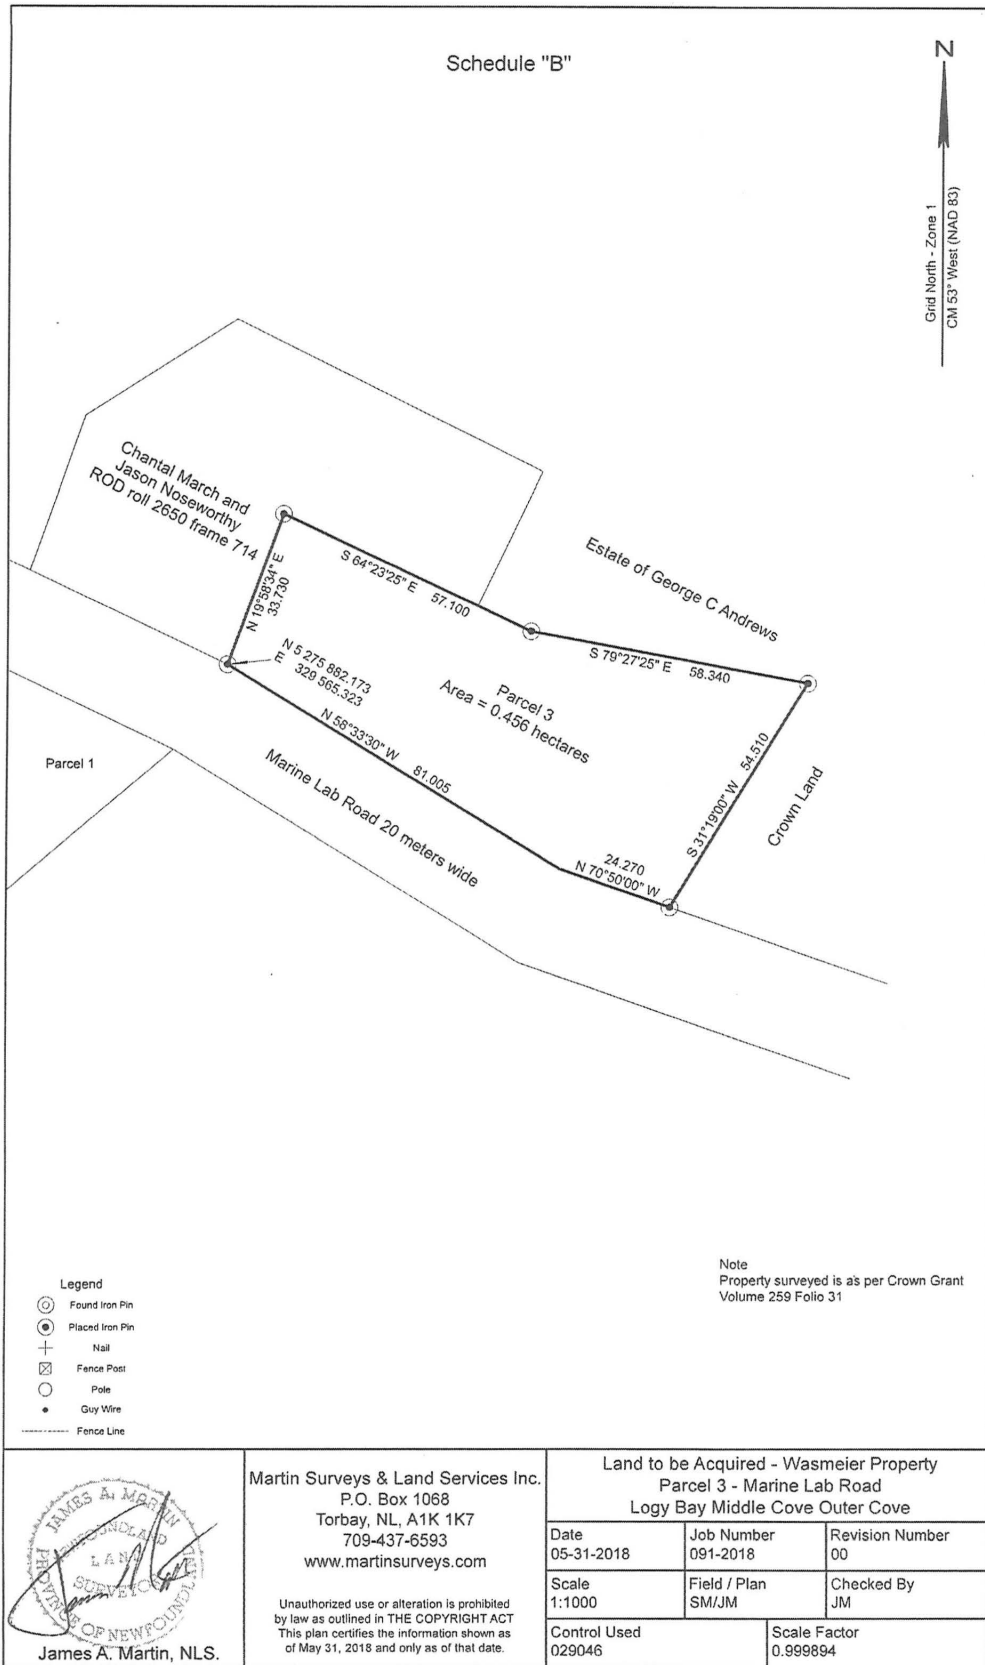 Schedule "B"
N
Grid North - Zone 1
CM 53° West (NAD 83)
Chantal March and
Jason Noseworthy
ROD roll 2650 frame 714
N 19°58'34" E
33.730
S 64°23'25" E 57.100
Estate of George C Andrews
S 79°27'25" E 58.340
N 5 275 882.173
E 329 565.323
Parcel 3
Area = 0.456 hectares
N 58°33'30" W 81.005
Marine Lab Road 20 meters wide
Parcel 1
S 31°19'00" W 54.510
Crown Land
24.270
N 70°50'00" W
Note
Property surveyed is as per Crown Grant
Volume 259 Folio 31
Legend
Found Iron Pin
Placed Iron Pin
Nail
Fence Post
Pole
Guy Wire
Fence Line
JAMES A. MARTIN
NEWFOUNDLAND
LAND
SURVEYOR
PROVINCE OF NEWFOUNDLAND
James A. Martin, NLS.
Martin Surveys & Land Services Inc.
P.O. Box 1068
Torbay, NL, A1K 1K7
709-437-6593
www.martinsurveys.com
Unauthorized use or alteration is prohibited
by law as outlined in THE COPYRIGHT ACT
This plan certifies the information shown as
of May 31, 2018 and only as of that date.
Land to be Acquired - Wasmeier Property
Parcel 3 - Marine Lab Road
Logy Bay Middle Cove Outer Cove
Date
05-31-2018
Job Number
091-2018
Revision Number
00
Scale
1:1000
Field / Plan
SM/JM
Checked By
JM
Control Used
029046
Scale Factor
0.999894